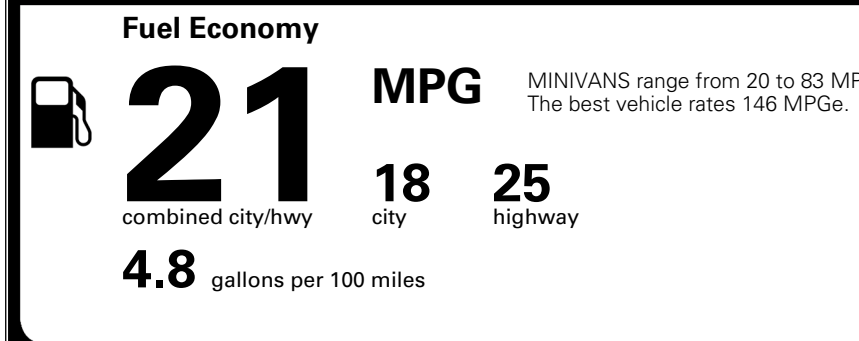 Fuel Economy
21 MPG
MINIVANS range from 20 to 83
The best vehicle rates 146 MPGe.
18 25
combined city/hwy city highway
4.8 gallons per 100 miles